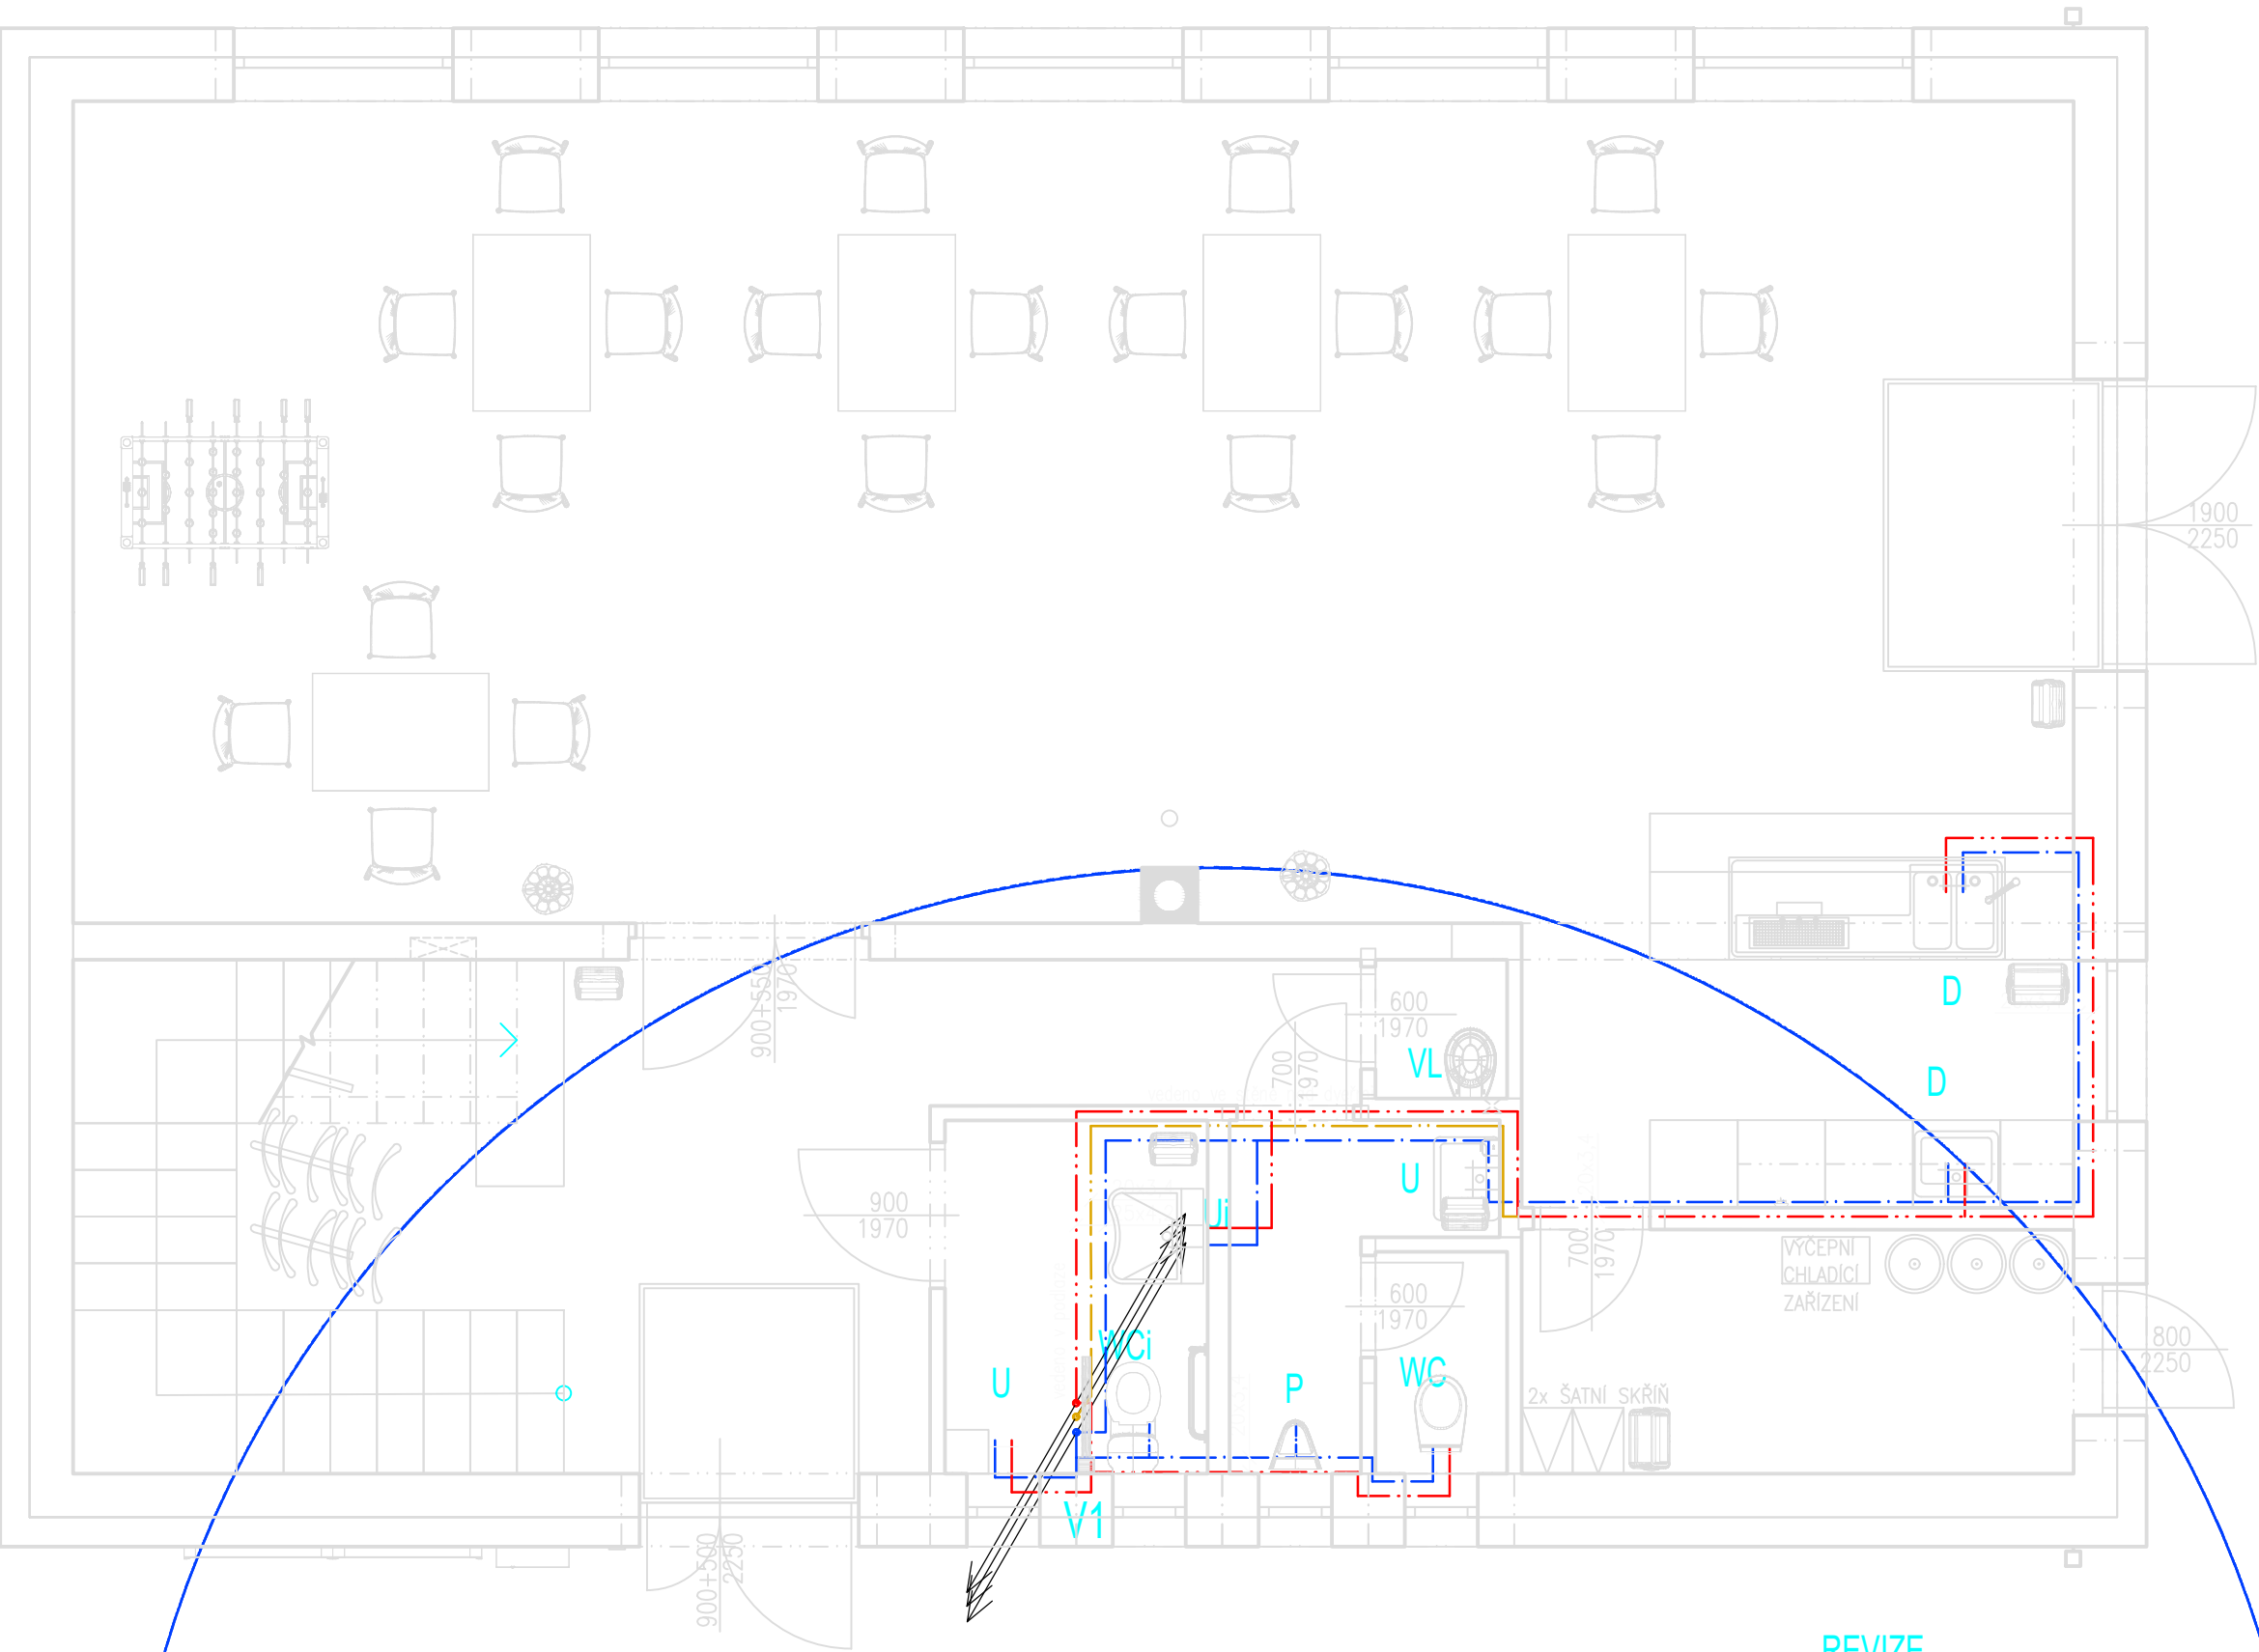 1900
2250
900+550
1970
600
1970
D
VL
700
1970
D
U
900
1970
Ui
700
1970
VÝČEPNÍ
CHLADÍCÍ
ZAŘÍZENÍ
600
1970
WCi
800
2250
U
P
WC
2x ŠATNÍ SKŘÍŇ
V1
900+500
2250
REVIZE